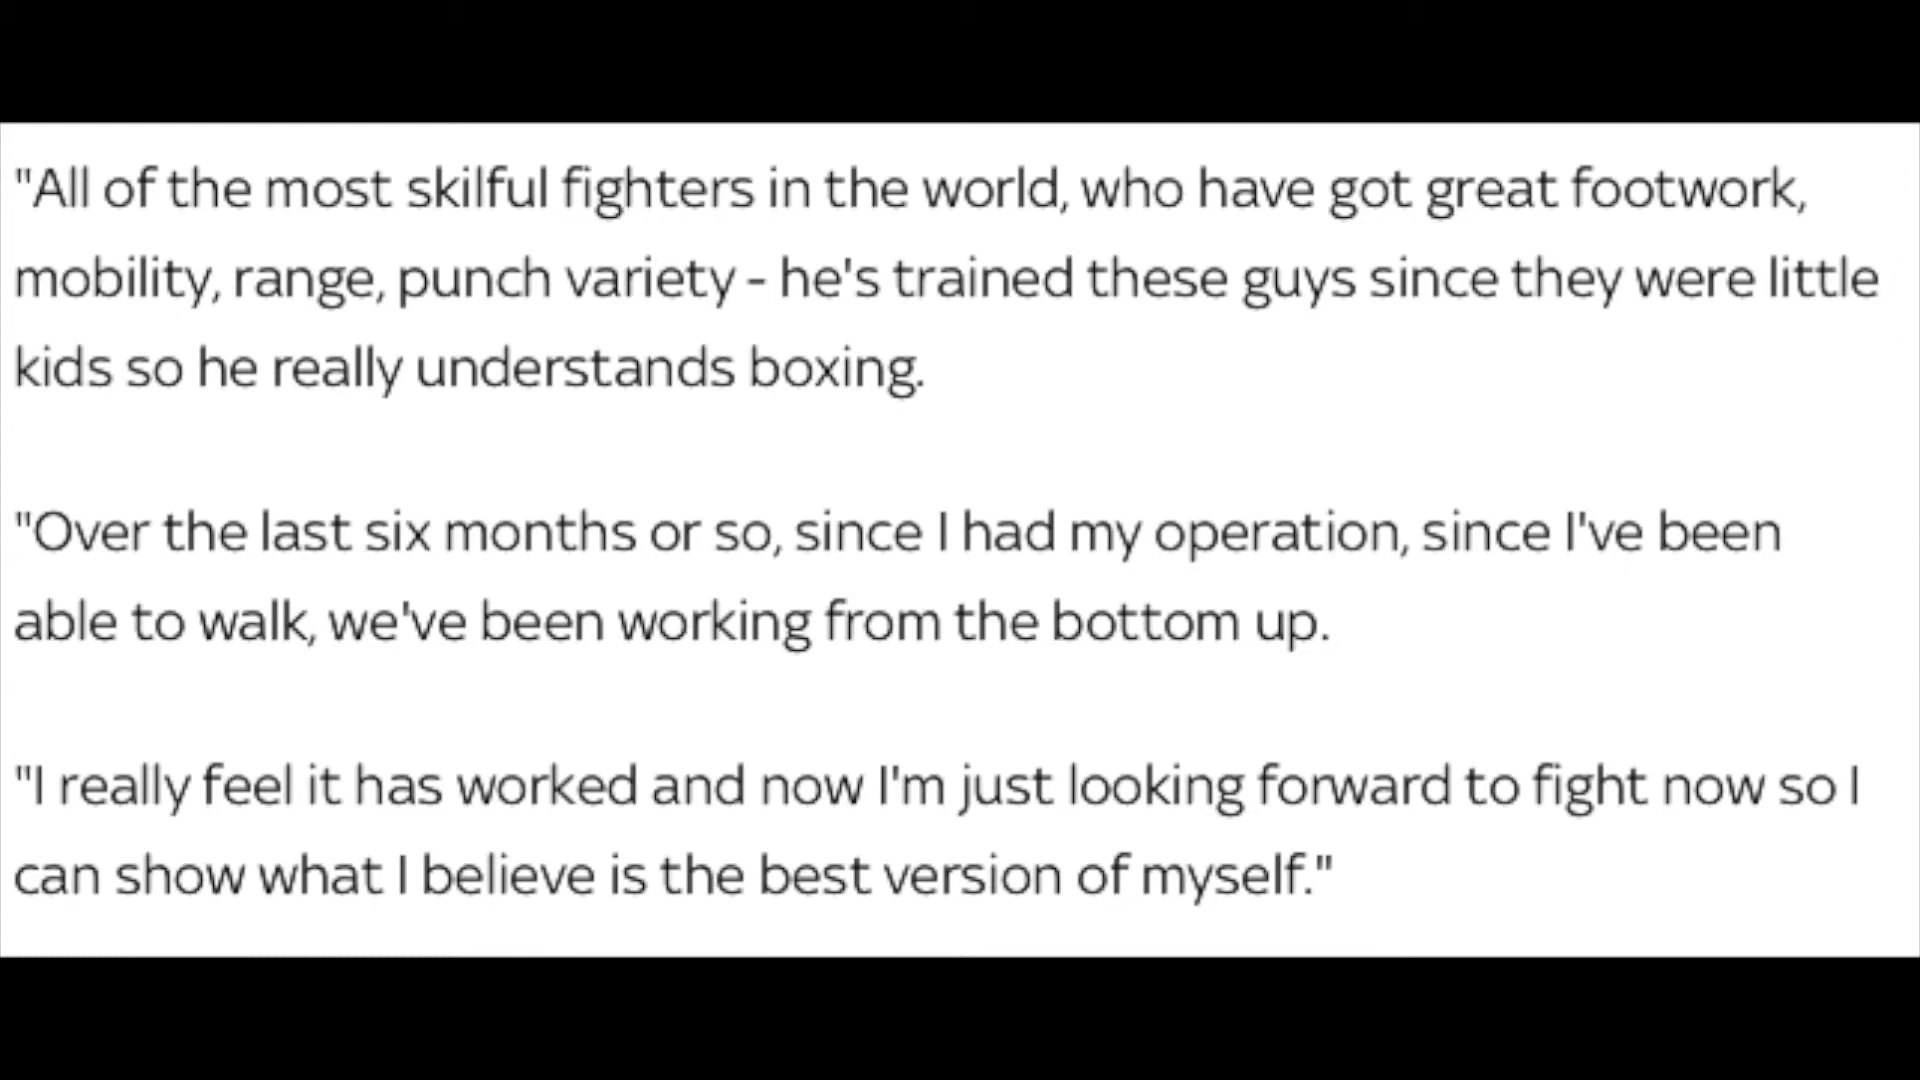 "All of the most skilful fighters in the world, who have got great footwork,
mobility, range, punch variety - he's trained these guys since they were little
kids so he really understands boxing.
"Over the last six months or so, since I had my operation, since I've been
able to walk, we've been working from the bottom up.
"I really feel it has worked and now I'm just looking forward to fight now so I
can show what I believe is the best version of myself."